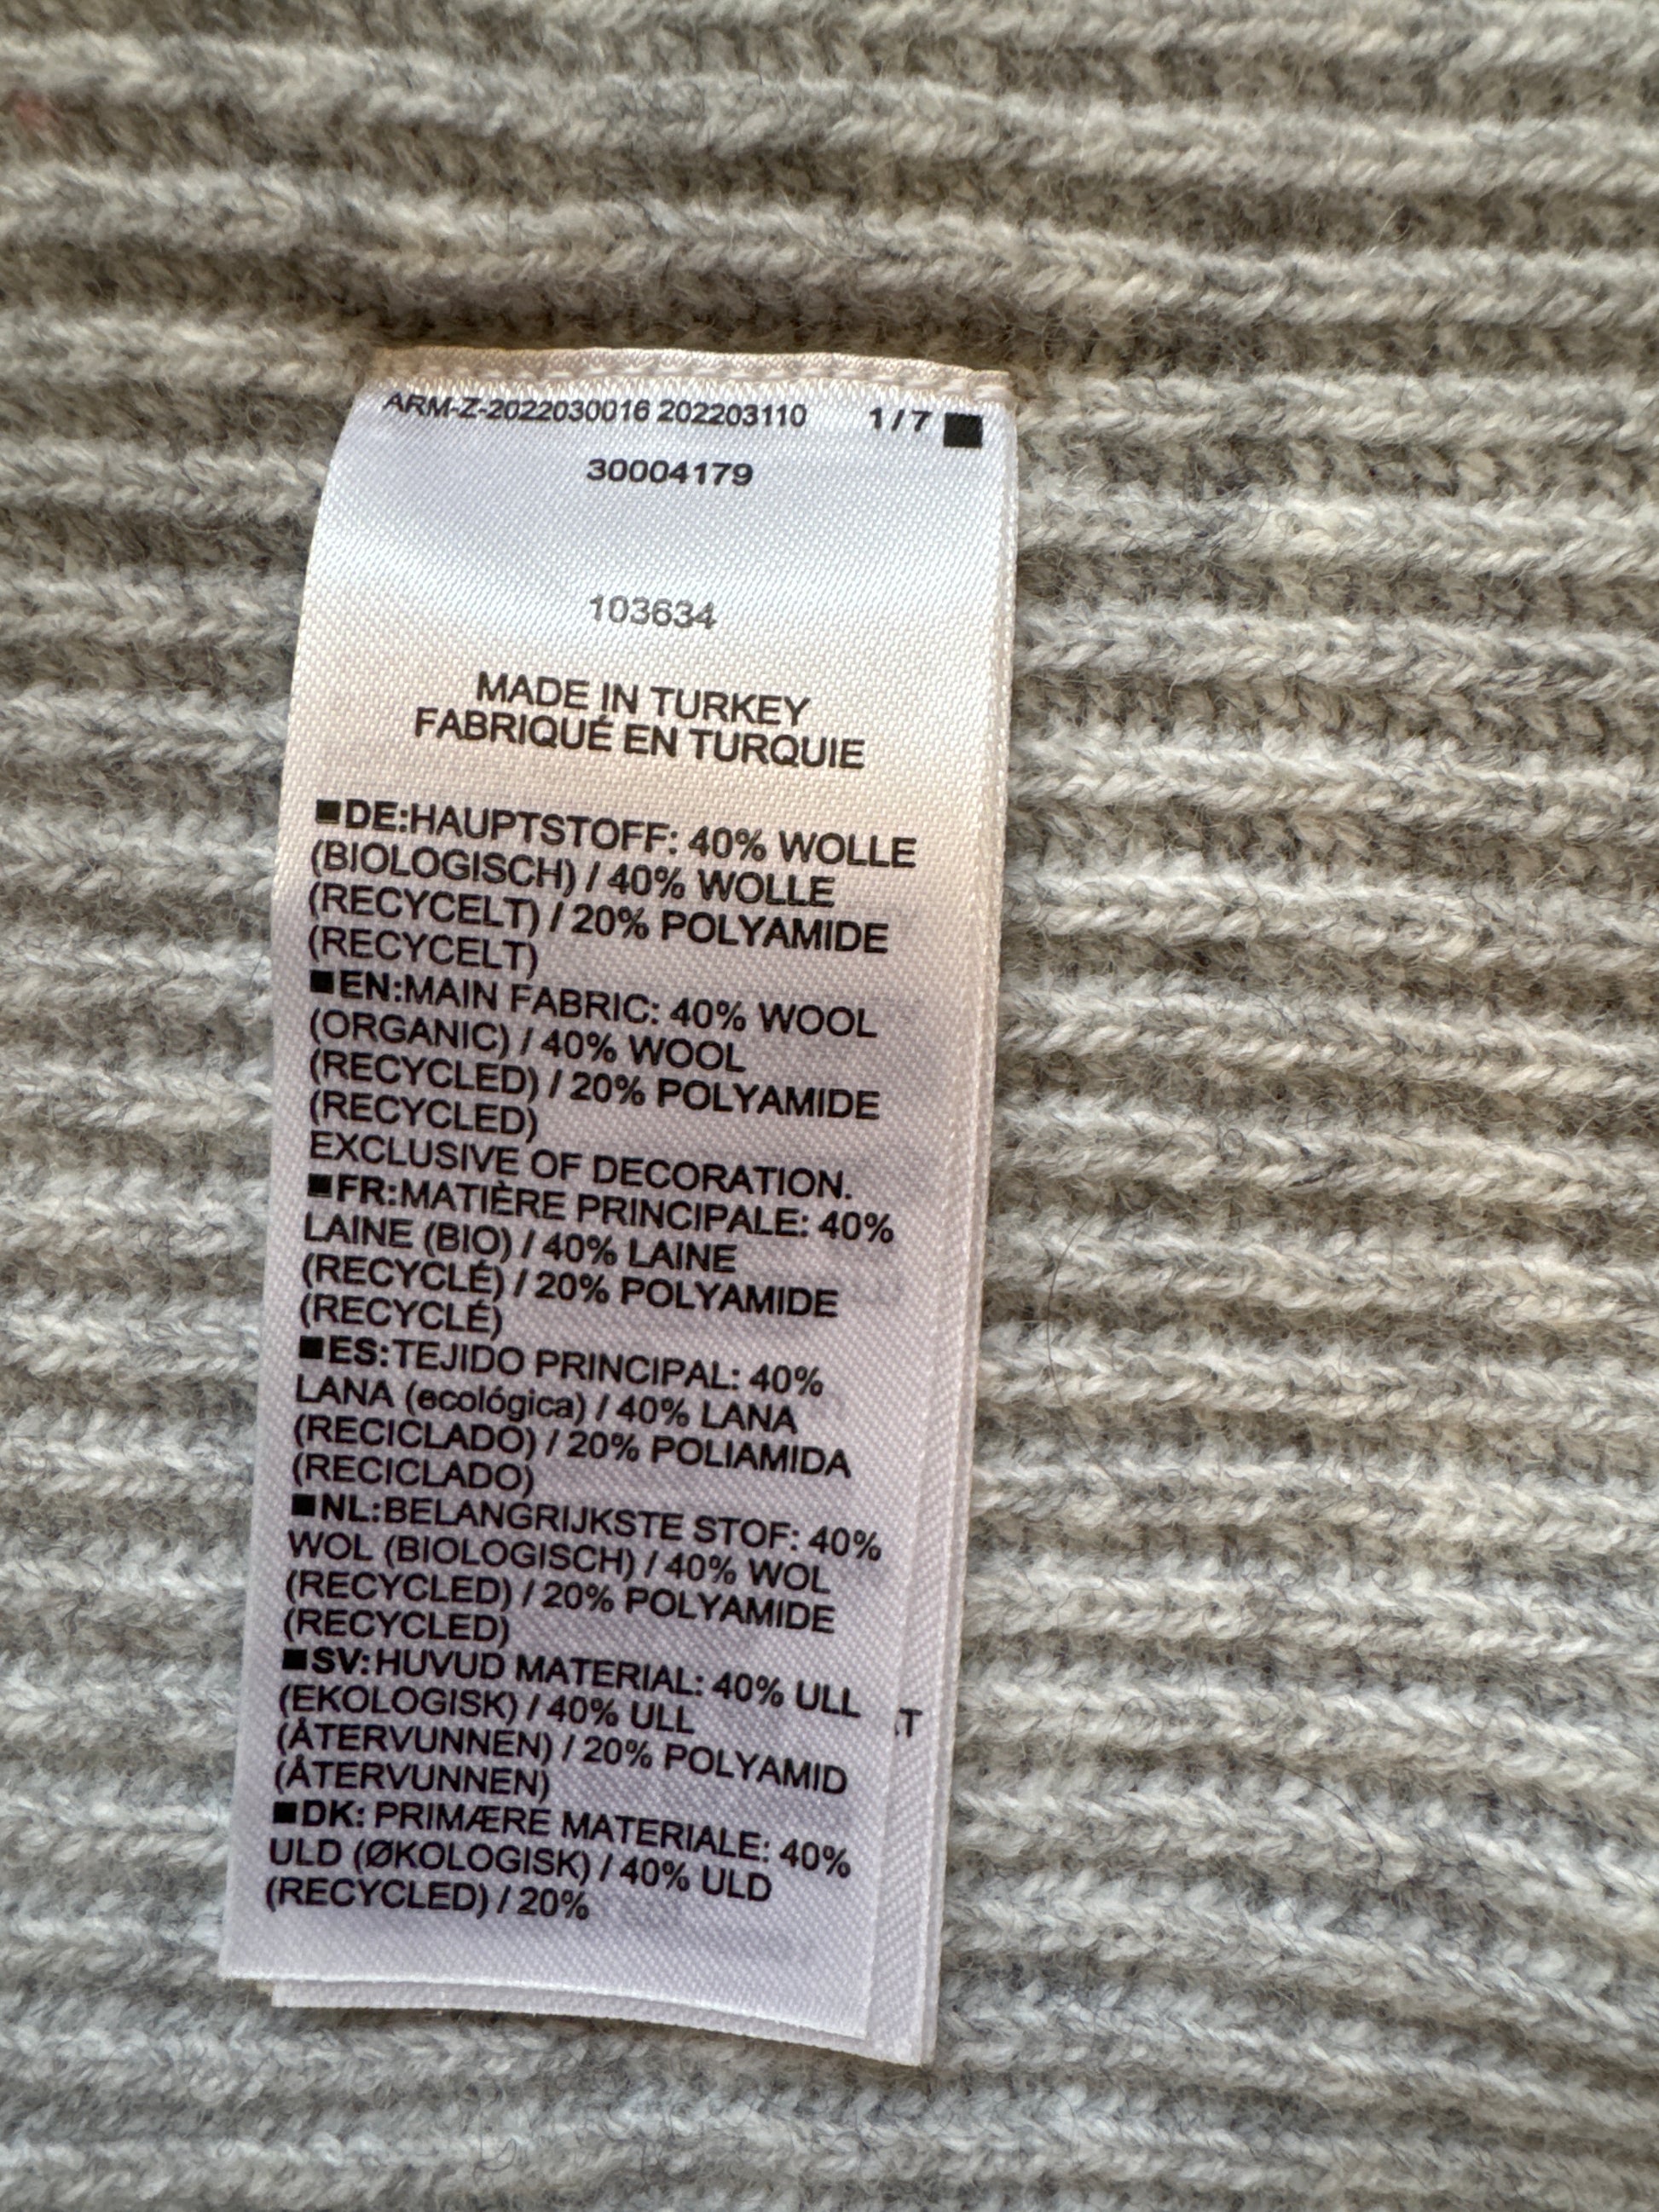 ARM-Z-2022030016 202203110 1/7
30004179
103634
MADE IN TURKEY
FABRIQUÉ EN TURQUIE
■DE:HAUPTSTOFF: 40% WOLLE
(BIOLOGISCH) / 40% WOLLE
(RECYCELT) / 20% POLYAMIDE
(RECYCELT)
■EN:MAIN FABRIC: 40% WOOL
(ORGANIC) / 40% WOOL
(RECYCLED) / 20% POLYAMIDE
(RECYCLED)
EXCLUSIVE OF DECORATION.
■FR:MATIÈRE PRINCIPALE: 40%
LAINE (BIO) / 40% LAINE
(RECYCLÉ) / 20% POLYAMIDE
(RECYCLÉ)
■ES:TEJIDO PRINCIPAL: 40%
LANA (ecológica) / 40% LANA
(RECICLADO) / 20% POLIAMIDA
(RECICLADO)
■NL:BELANGRIJKSTE STOF: 40%
WOL (BIOLOGISCH) / 40% WOL
(RECYCLED) / 20% POLYAMIDE
(RECYCLED)
■SV:HUVUD MATERIAL: 40% ULL
(EKOLOGISK) / 40% ULL
(ÅTERVUNNEN) / 20% POLYAMID
(ÅTERVUNNEN)
■DK: PRIMÆRE MATERIALE: 40%
ULD (ØKOLOGISK) / 40% ULD
(RECYCLED) / 20%